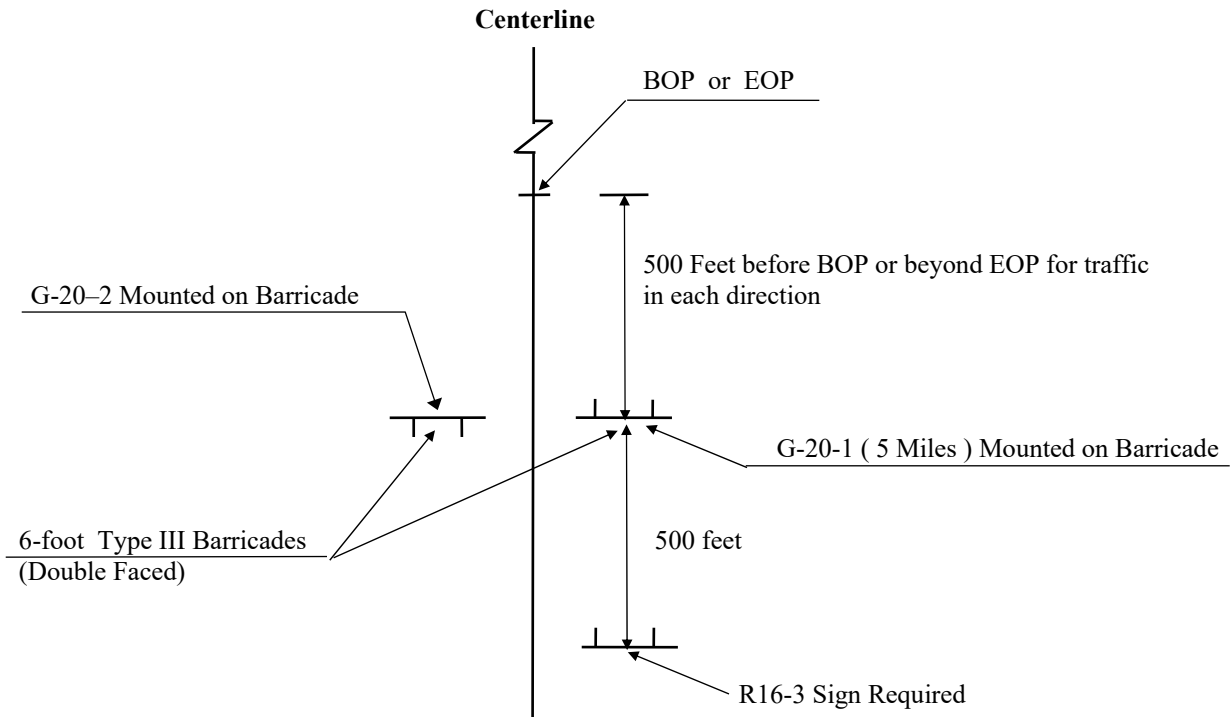 Centerline
BOP or EOP
500 Feet before BOP or beyond EOP for traffic
in each direction
G-20–2 Mounted on Barricade
G-20-1 ( 5 Miles ) Mounted on Barricade
6-foot Type III Barricades
(Double Faced)
500 feet
R16-3 Sign Required